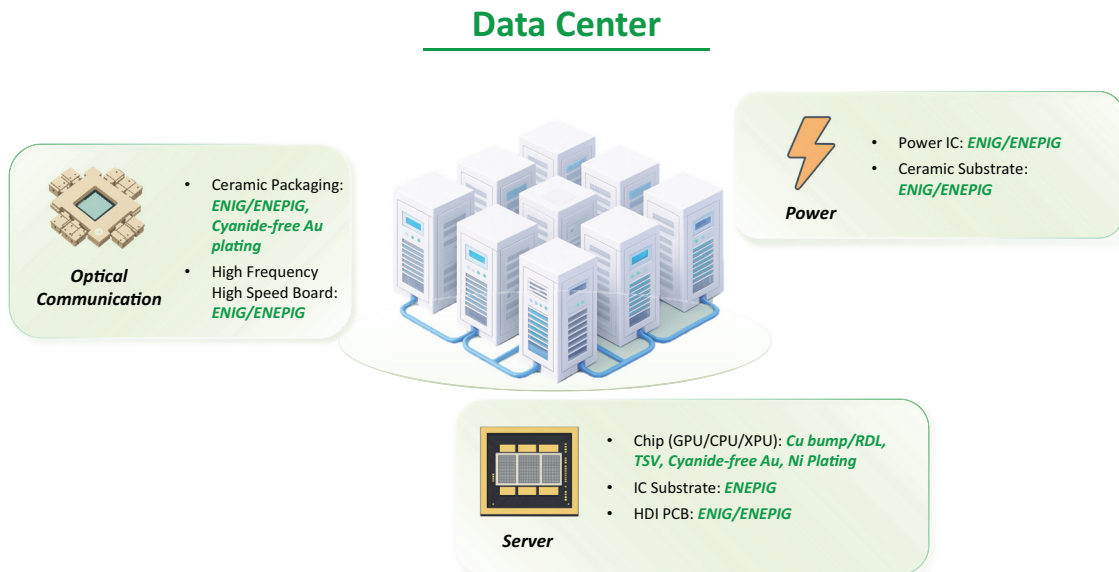 Data Center
• Ceramic Packaging:
ENIG/ENEPIG,
Cyanide-free Au
plating
• High Frequency
High Speed Board:
ENIG/ENEPIG
Optical
Communication
• Power IC: ENIG/ENEPIG
• Ceramic Substrate:
ENIG/ENEPIG
Power
• Chip (GPU/CPU/XPU): Cu bump/RDL,
TSV, Cyanide-free Au, Ni Plating
• IC Substrate: ENEPIG
• HDI PCB: ENIG/ENEPIG
Server